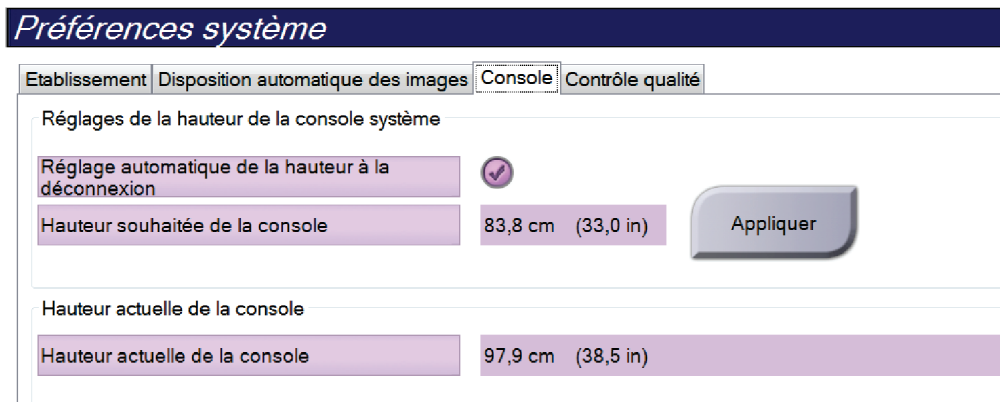 Préférences système
Etablissement Disposition automatique des images Console Contrôle qualité
Réglages de la hauteur de la console système
Réglage automatique de la hauteur à la
déconnexion
Hauteur souhaitée de la console 83,8 cm (33,0 in) Appliquer
Hauteur actuelle de la console
Hauteur actuelle de la console 97,9 cm (38,5 in)